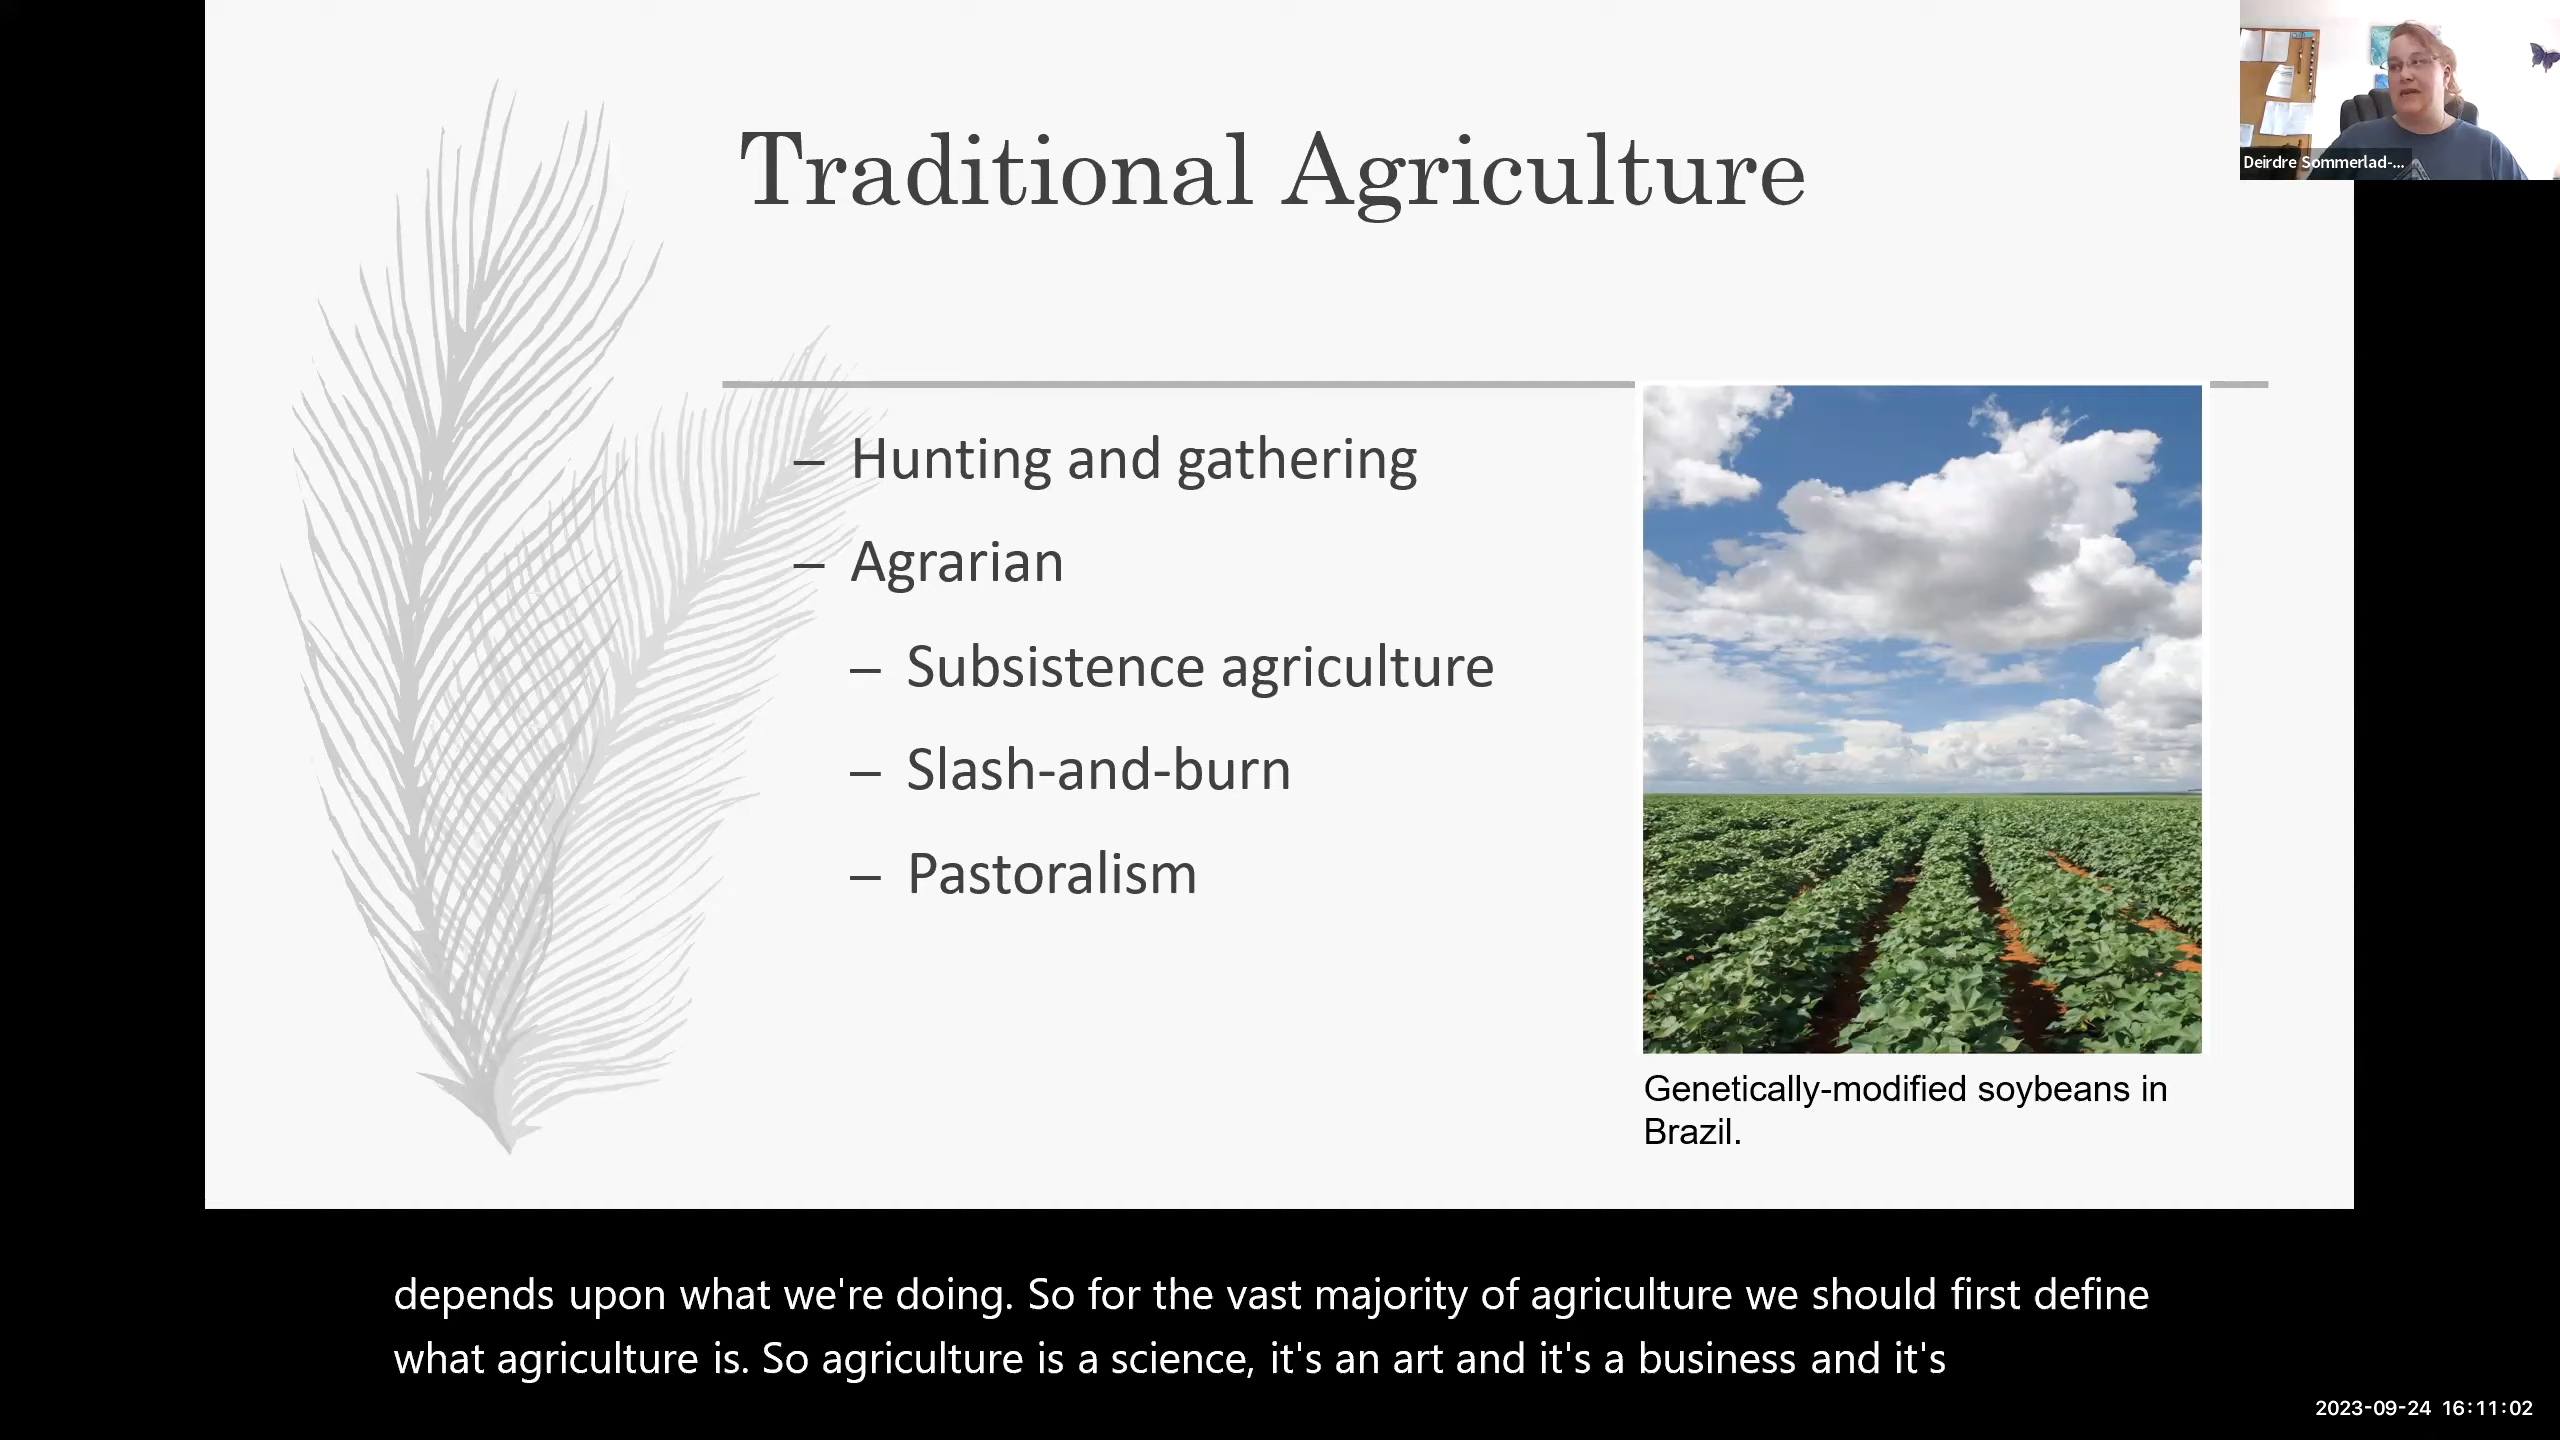 Traditional Agriculture
Deirdre Sommerlad-...
– Hunting and gathering
– Agrarian
– Subsistence agriculture
– Slash-and-burn
– Pastoralism
Genetically-modified soybeans in
Brazil.
depends upon what we're doing. So for the vast majority of agriculture we should first define
what agriculture is. So agriculture is a science, it's an art and it's a business and it's
2023-09-24 16:11:02